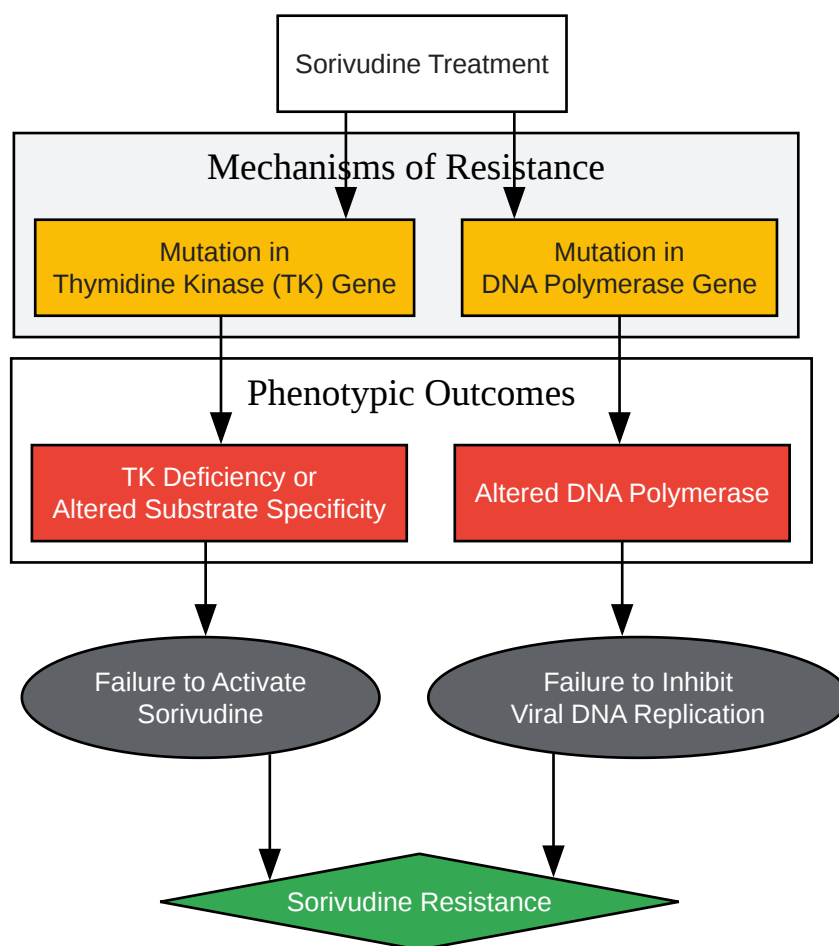 Sorivudine Treatment
Mechanisms of Resistance
Mutation in
Thymidine Kinase (TK) Gene
Mutation in
DNA Polymerase Gene
Phenotypic Outcomes
TK Deficiency or
Altered Substrate Specificity
Altered DNA Polymerase
Failure to Activate
Sorivudine
Failure to Inhibit
Viral DNA Replication
Sorivudine Resistance